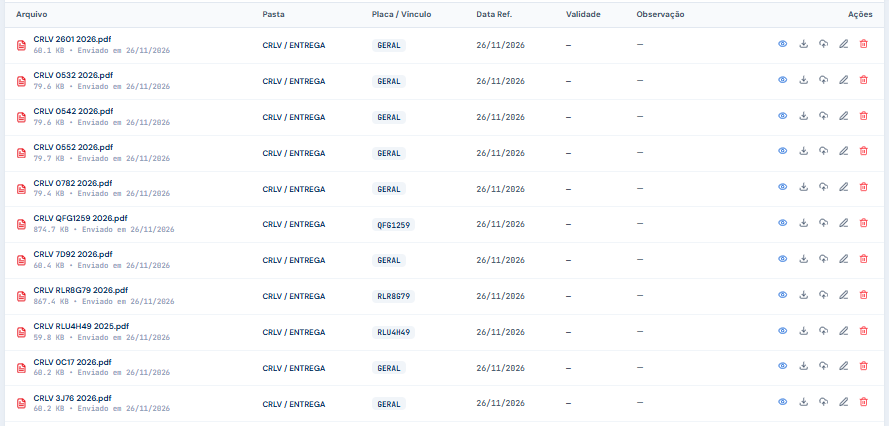 Arquivo Pasta Placa / Vínculo Data Ref. Validade Observação Ações
CRLV 2601 2026.pdf
60.1 KB • Enviado em 26/11/2026
CRLV / ENTREGA GERAL 26/11/2026 — —
CRLV 0532 2026.pdf
79.6 KB • Enviado em 26/11/2026
CRLV / ENTREGA GERAL 26/11/2026 — —
CRLV 0542 2026.pdf
79.6 KB • Enviado em 26/11/2026
CRLV / ENTREGA GERAL 26/11/2026 — —
CRLV 0552 2026.pdf
79.7 KB • Enviado em 26/11/2026
CRLV / ENTREGA GERAL 26/11/2026 — —
CRLV 0782 2026.pdf
79.4 KB • Enviado em 26/11/2026
CRLV / ENTREGA GERAL 26/11/2026 — —
CRLV QFG1259 2026.pdf
874.7 KB • Enviado em 26/11/2026
CRLV / ENTREGA QFG1259 26/11/2026 — —
CRLV 7D92 2026.pdf
60.4 KB • Enviado em 26/11/2026
CRLV / ENTREGA GERAL 26/11/2026 — —
CRLV RLR8G79 2026.pdf
867.4 KB • Enviado em 26/11/2026
CRLV / ENTREGA RLR8G79 26/11/2026 — —
CRLV RLU4H49 2025.pdf
59.8 KB • Enviado em 26/11/2026
CRLV / ENTREGA RLU4H49 26/11/2026 — —
CRLV 0C17 2026.pdf
60.2 KB • Enviado em 26/11/2026
CRLV / ENTREGA GERAL 26/11/2026 — —
CRLV 3J76 2026.pdf
60.2 KB • Enviado em 26/11/2026
CRLV / ENTREGA GERAL 26/11/2026 — —